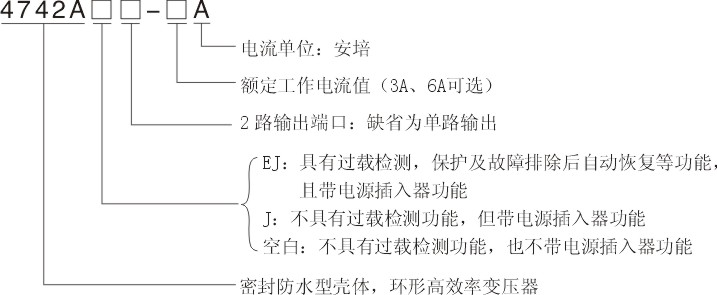 4742A□□-□A
电流单位：安培
额定工作电流值（3A、6A可选）
2路输出端口：缺省为单路输出
EJ：具有过载检测，保护及故障排除后自动恢复等功能，
且带电源插入器功能
J：不具有过载检测功能，但带电源插入器功能
空白：不具有过载检测功能，也不带电源插入器功能
密封防水型壳体，环形高效率变压器